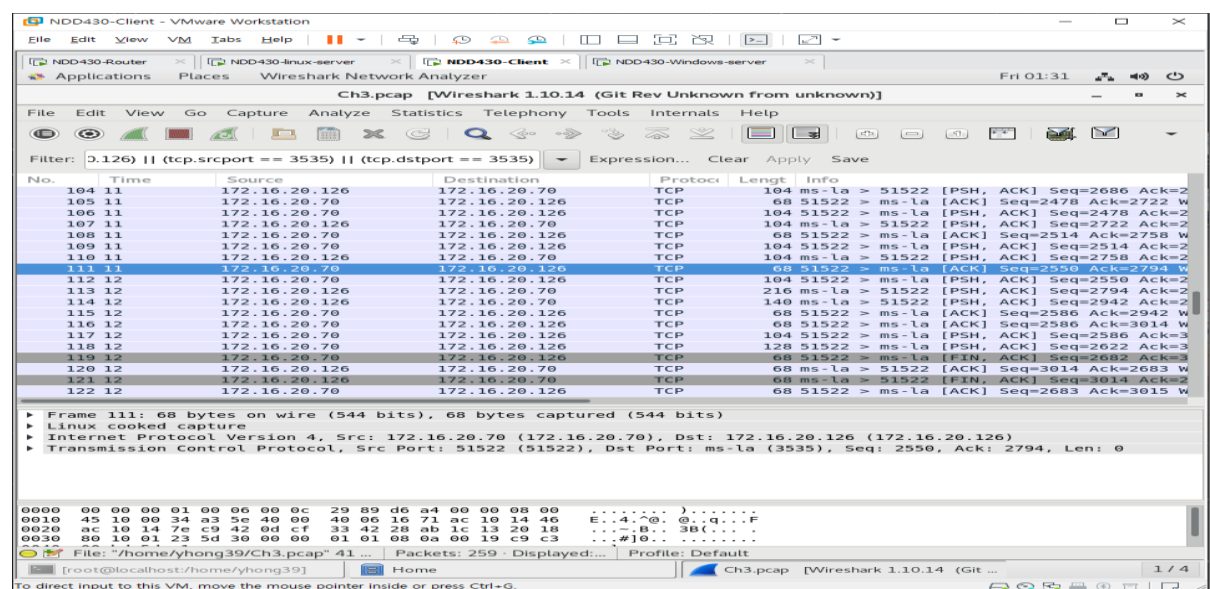 NDD430-Client - VMware Workstation
File Edit View VM Tabs Help
NDD430-Router NDD430-linux-server NDD430-Client NDD430-Windows-server
Applications Places Wireshark Network Analyzer Fri 01:31
Ch3.pcap [Wireshark 1.10.14 (Git Rev Unknown from unknown)]
File Edit View Go Capture Analyze Statistics Telephony Tools Internals Help
Filter: 0.126) || (tcp.srcport == 3535) || (tcp.dstport == 3535) Expression... Clear Apply Save
No. Time Source Destination Protoco Lengt Info
104 11 172.16.20.126 172.16.20.70 TCP 104 ms-la > 51522 [PSH, ACK] Seq=2686 Ack=2
105 11 172.16.20.70 172.16.20.126 TCP 68 51522 > ms-la [ACK] Seq=2478 Ack=2722 W
106 11 172.16.20.70 172.16.20.126 TCP 104 51522 > ms-la [PSH, ACK] Seq=2478 Ack=2
107 11 172.16.20.126 172.16.20.70 TCP 104 ms-la > 51522 [PSH, ACK] Seq=2722 Ack=2
108 11 172.16.20.70 172.16.20.126 TCP 68 51522 > ms-la [ACK] Seq=2514 Ack=2758 W
109 11 172.16.20.70 172.16.20.126 TCP 104 51522 > ms-la [PSH, ACK] Seq=2514 Ack=2
110 11 172.16.20.126 172.16.20.70 TCP 104 ms-la > 51522 [PSH, ACK] Seq=2758 Ack=2
111 11 172.16.20.70 172.16.20.126 TCP 68 51522 > ms-la [ACK] Seq=2550 Ack=2794 W
112 12 172.16.20.70 172.16.20.126 TCP 104 51522 > ms-la [PSH, ACK] Seq=2550 Ack=2
113 12 172.16.20.126 172.16.20.70 TCP 216 ms-la > 51522 [PSH, ACK] Seq=2794 Ack=2
114 12 172.16.20.126 172.16.20.70 TCP 140 ms-la > 51522 [PSH, ACK] Seq=2942 Ack=2
115 12 172.16.20.70 172.16.20.126 TCP 68 51522 > ms-la [ACK] Seq=2586 Ack=2942 W
116 12 172.16.20.70 172.16.20.126 TCP 68 51522 > ms-la [ACK] Seq=2586 Ack=3014 W
117 12 172.16.20.70 172.16.20.126 TCP 104 51522 > ms-la [PSH, ACK] Seq=2586 Ack=3
118 12 172.16.20.70 172.16.20.126 TCP 128 51522 > ms-la [PSH, ACK] Seq=2622 Ack=3
119 12 172.16.20.70 172.16.20.126 TCP 68 51522 > ms-la [FIN, ACK] Seq=2682 Ack=3
120 12 172.16.20.126 172.16.20.70 TCP 68 ms-la > 51522 [ACK] Seq=3014 Ack=2683 W
121 12 172.16.20.126 172.16.20.70 TCP 68 ms-la > 51522 [FIN, ACK] Seq=3014 Ack=2
122 12 172.16.20.70 172.16.20.126 TCP 68 51522 > ms-la [ACK] Seq=2683 Ack=3015 W
Frame 111: 68 bytes on wire (544 bits), 68 bytes captured (544 bits)
Linux cooked capture
Internet Protocol Version 4, Src: 172.16.20.70 (172.16.20.70), Dst: 172.16.20.126 (172.16.20.126)
Transmission Control Protocol, Src Port: 51522 (51522), Dst Port: ms-la (3535), Seq: 2550, Ack: 2794, Len: 0
0000 00 00 00 01 00 06 00 0c 29 89 d6 a4 00 00 08 00 ........ ).......
0010 45 10 00 34 a3 5e 40 00 40 06 16 71 ac 10 14 46 E..4.^@. @..q...F
0020 ac 10 14 7e c9 42 0d cf 33 42 28 ab 1c 13 20 18 ...~.B.. 3B(... .
0030 80 10 01 23 5d 30 00 00 01 01 08 0a 00 19 c9 c3 ...#]0.. ........
File: "/home/yhong39/Ch3.pcap" 41 ... Packets: 259 · Displayed:... Profile: Default
[root@localhost:/home/yhong39] Home Ch3.pcap [Wireshark 1.10.14 (Git ... 1 / 4
To direct input to this VM, move the mouse pointer inside or press Ctrl+G.